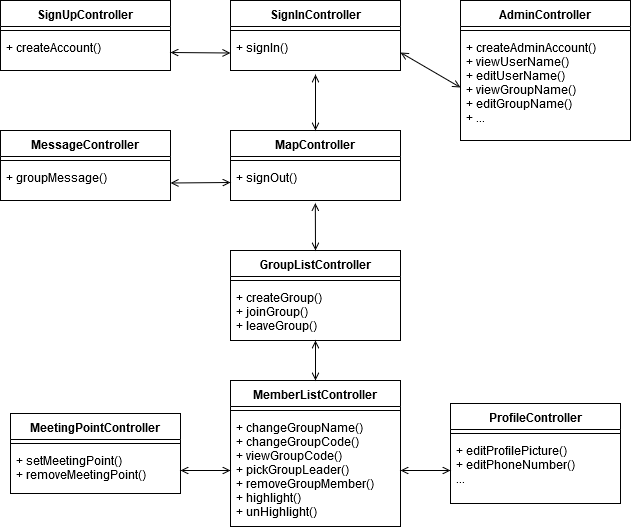 SignUpController
+ createAccount()
SignInController
+ signIn()
AdminController
+ createAdminAccount()
+ viewUserName()
+ editUserName()
+ viewGroupName()
+ editGroupName()
+ ...
MessageController
+ groupMessage()
MapController
+ signOut()
GroupListController
+ createGroup()
+ joinGroup()
+ leaveGroup()
MemberListController
+ changeGroupName()
+ changeGroupCode()
+ viewGroupCode()
+ pickGroupLeader()
+ removeGroupMember()
+ highlight()
+ unHighlight()
MeetingPointController
+ setMeetingPoint()
+ removeMeetingPoint()
ProfileController
+ editProfilePicture()
+ editPhoneNumber()
...